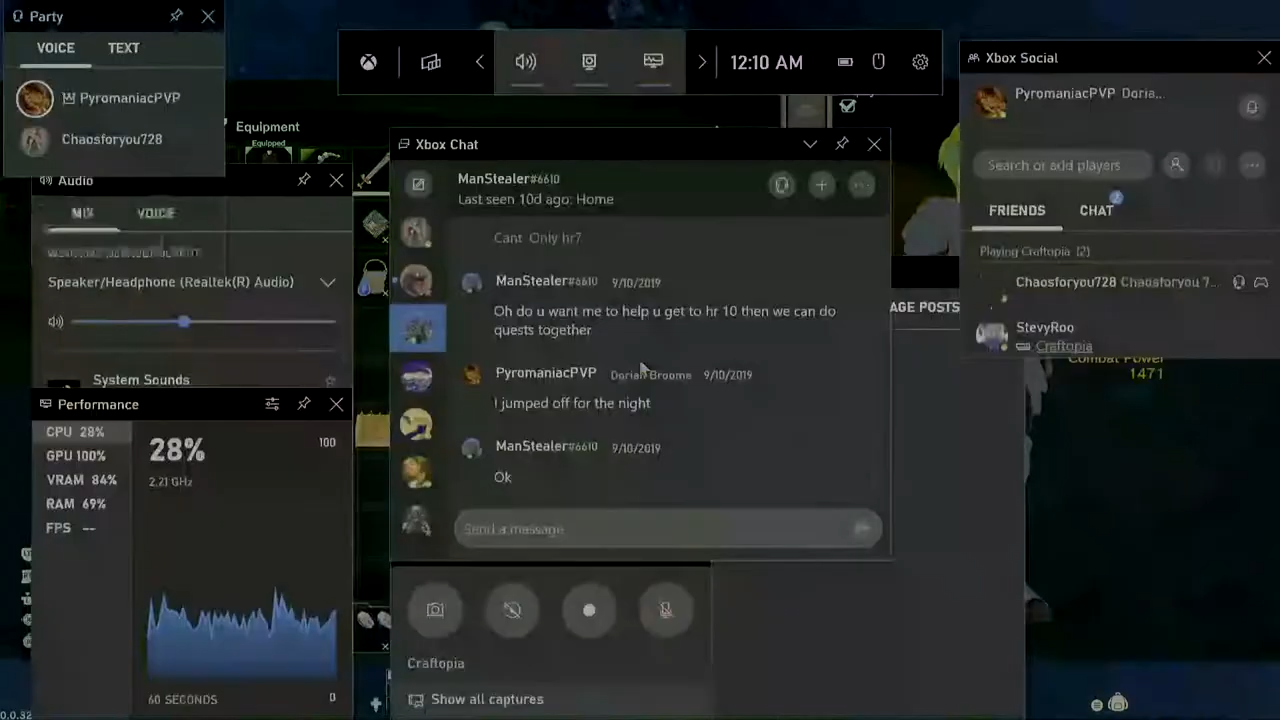 Party
VOICE TEXT
PyromaniacPVP
Chaosforyou728
12:10 AM
Equipment
Equipped
Audio
MIX VOICE
Speaker/Headphone (Realtek(R) Audio)
System Sounds
Performance
CPU 28%
GPU 100%
VRAM 84%
RAM 69%
FPS --
28%
2.21 GHz
100
60 SECONDS
0
0.0.32
Xbox Chat
ManStealer#6610
Last seen 10d ago: Home
Cant Only hr7
ManStealer#6610 9/10/2019
Oh do u want me to help u get to hr 10 then we can do
quests together
PyromaniacPVP Dorian Broome 9/10/2019
I jumped off for the night
ManStealer#6610 9/10/2019
Ok
Send a message
Craftopia
Show all captures
Xbox Social
PyromaniacPVP Doria...
Search or add players
FRIENDS CHAT
Playing Craftopia (2)
Chaosforyou728 Chaosforyou 7...
StevyRoo
Craftopia
AGE POSTS
Combat Power
1471